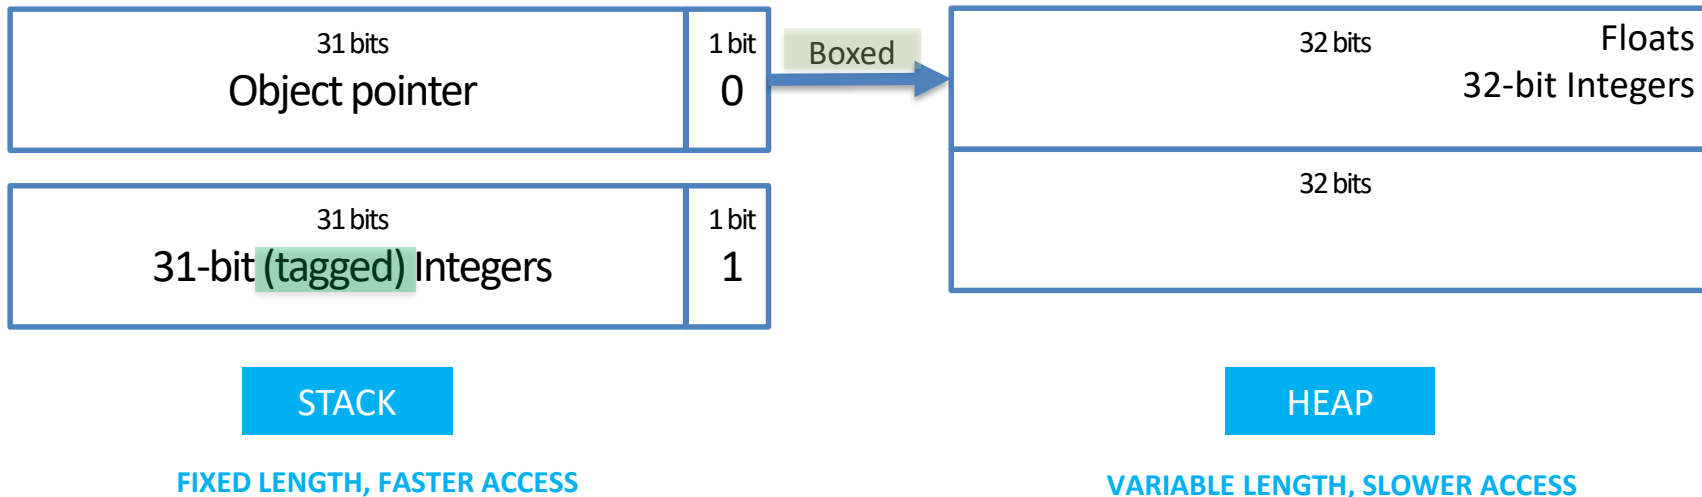 31 bits
Object pointer
1 bit
0
Boxed
32 bits
Floats
32-bit Integers
31 bits
31-bit (tagged) Integers
1 bit
1
32 bits
STACK
HEAP
FIXED LENGTH, FASTER ACCESS
VARIABLE LENGTH, SLOWER ACCESS